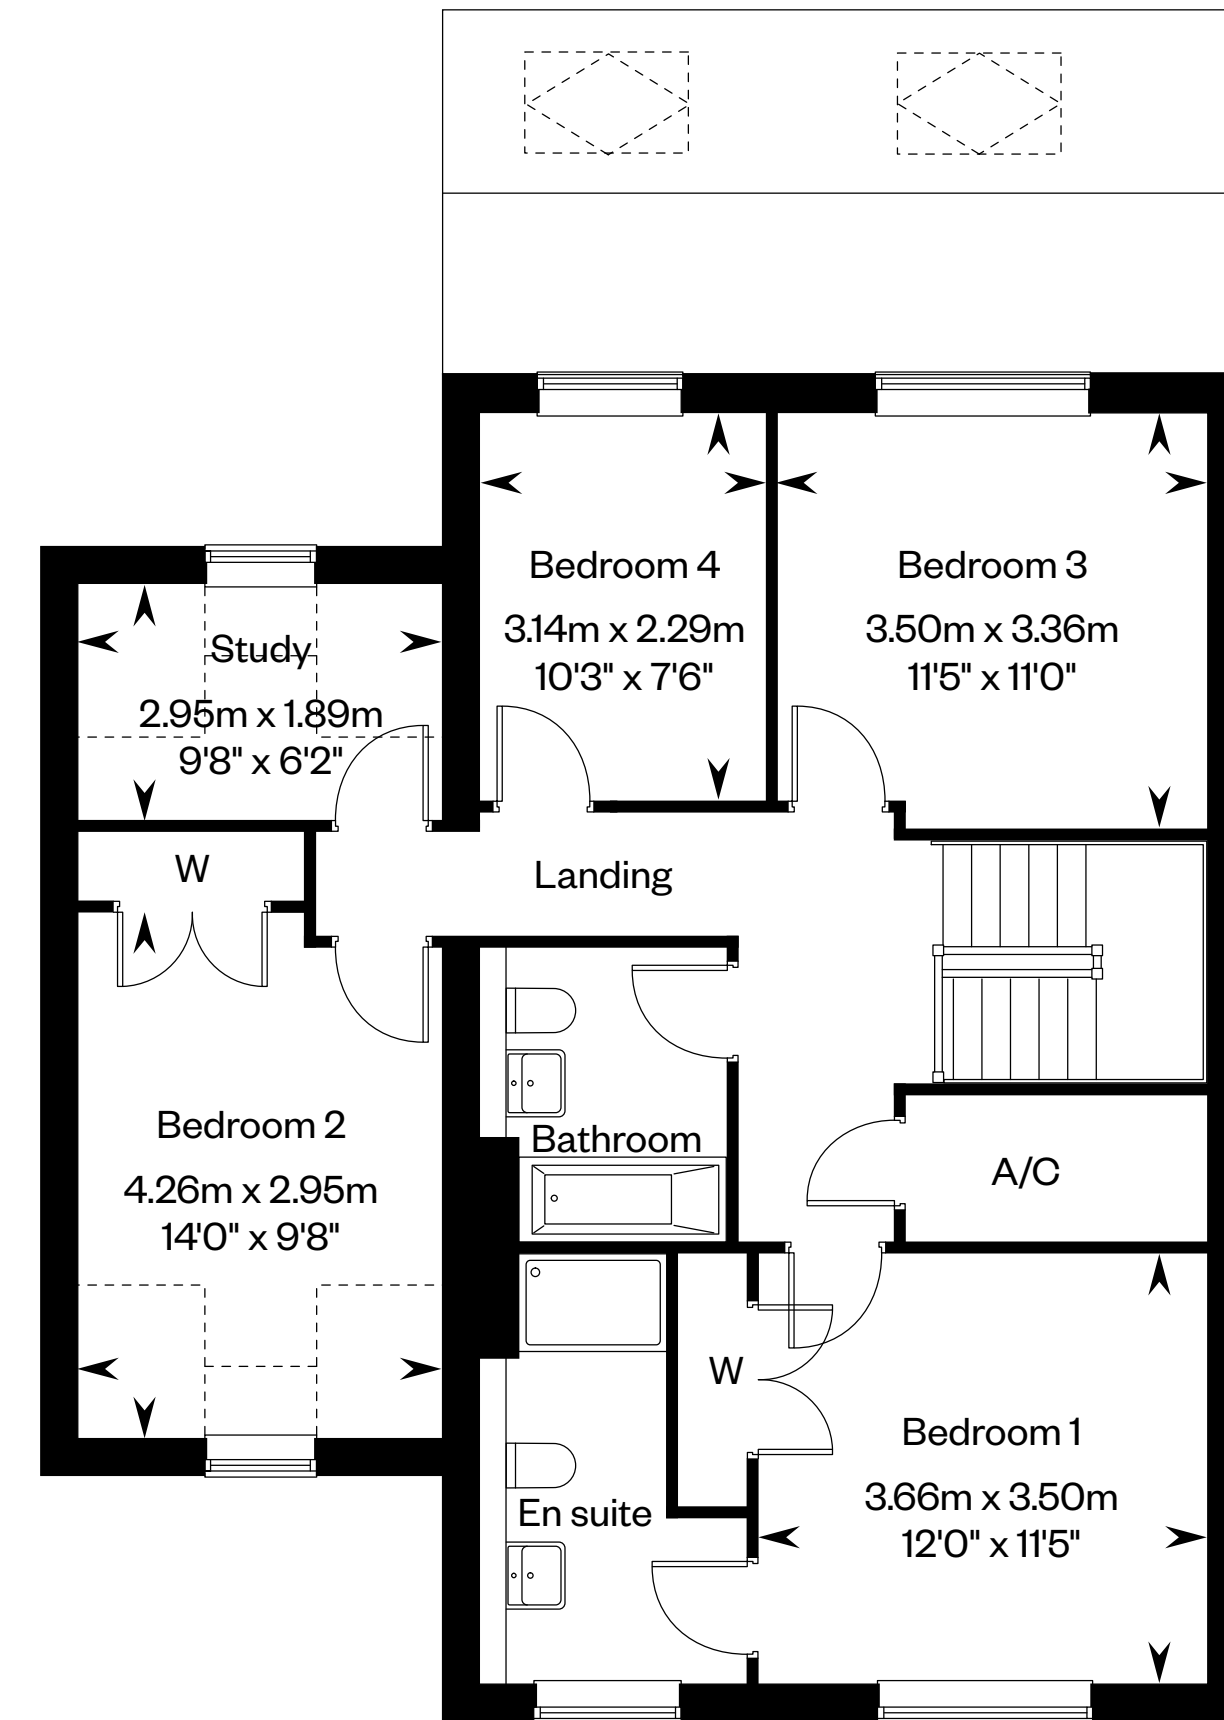 Bedroom 4
3.14m x 2.29m
10'3" x 7'6"
Bedroom 3
3.50m x 3.36m
11'5" x 11'0"
Study
2.95m x 1.89m
9'8" x 6'2"
W
Landing
Bedroom 2
4.26m x 2.95m
14'0" x 9'8"
Bathroom
A/C
W
En suite
Bedroom 1
3.66m x 3.50m
12'0" x 11'5"